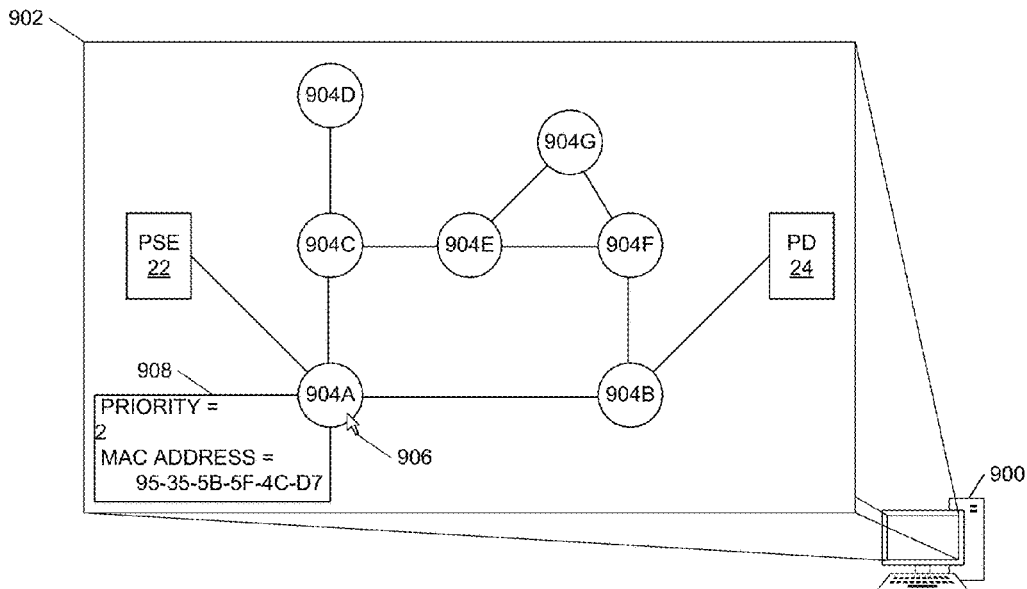 902
904D
904G
PSE
22
904C
904E
904F
PD
24
908
904A
904B
PRIORITY =
2
MAC ADDRESS =
95-35-5B-5F-4C-D7
906
900